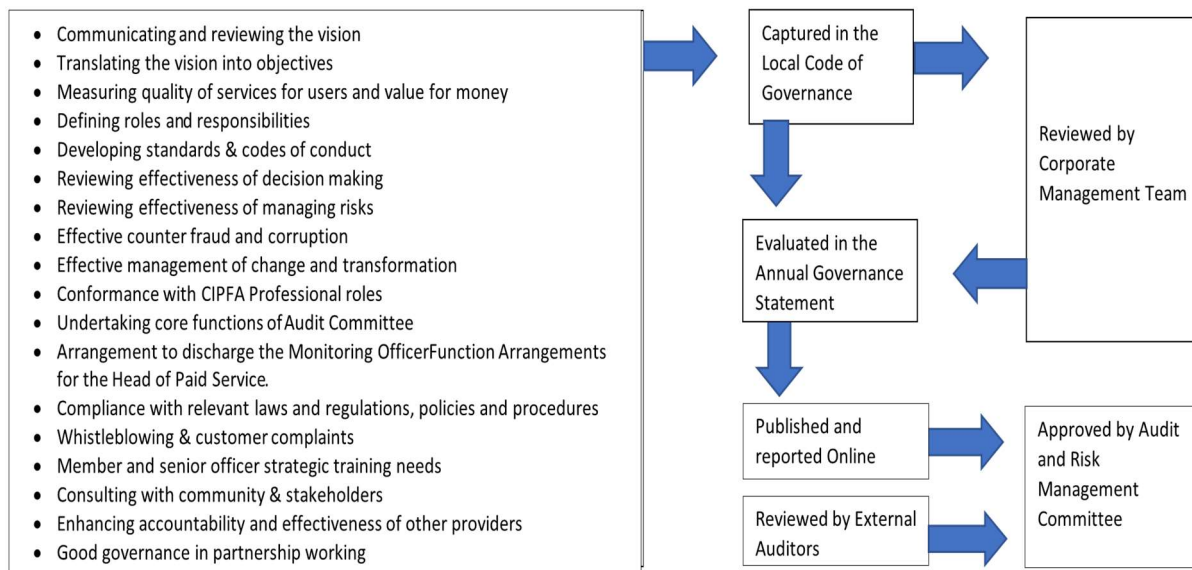 • Communicating and reviewing the vision
• Translating the vision into objectives
• Measuring quality of services for users and value for money
• Defining roles and responsibilities
• Developing standards & codes of conduct
• Reviewing effectiveness of decision making
• Reviewing effectiveness of managing risks
• Effective counter fraud and corruption
• Effective management of change and transformation
• Conformance with CIPFA Professional roles
• Undertaking core functions of Audit Committee
• Arrangement to discharge the Monitoring OfficerFunction Arrangements
for the Head of Paid Service.
• Compliance with relevant laws and regulations, policies and procedures
• Whistleblowing & customer complaints
• Member and senior officer strategic training needs
• Consulting with community & stakeholders
• Enhancing accountability and effectiveness of other providers
• Good governance in partnership working
Captured in the
Local Code of
Governance
Reviewed by
Corporate
Management Team
Evaluated in the
Annual Governance
Statement
Published and
reported Online
Approved by Audit
and Risk
Management
Committee
Reviewed by External
Auditors